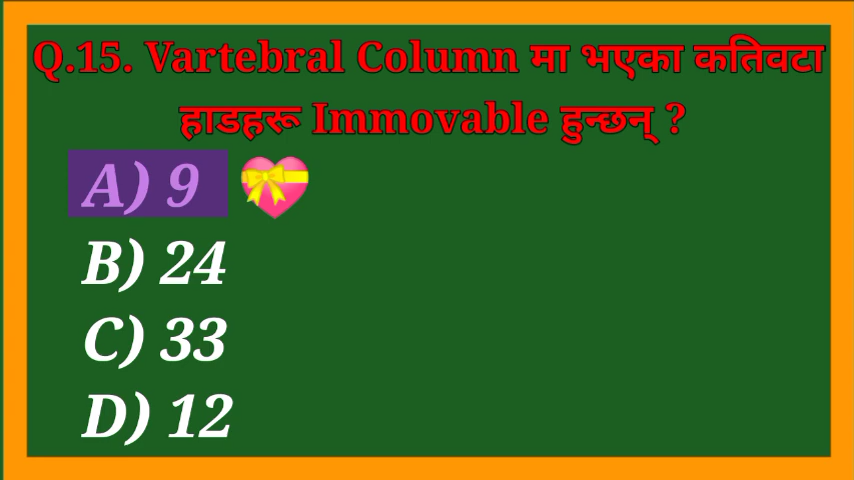 Q.15. Vartebral Column मा भएका कतिवटा
हाडहरू Immovable हुन्छन् ?
A) 9
B) 24
C) 33
D) 12